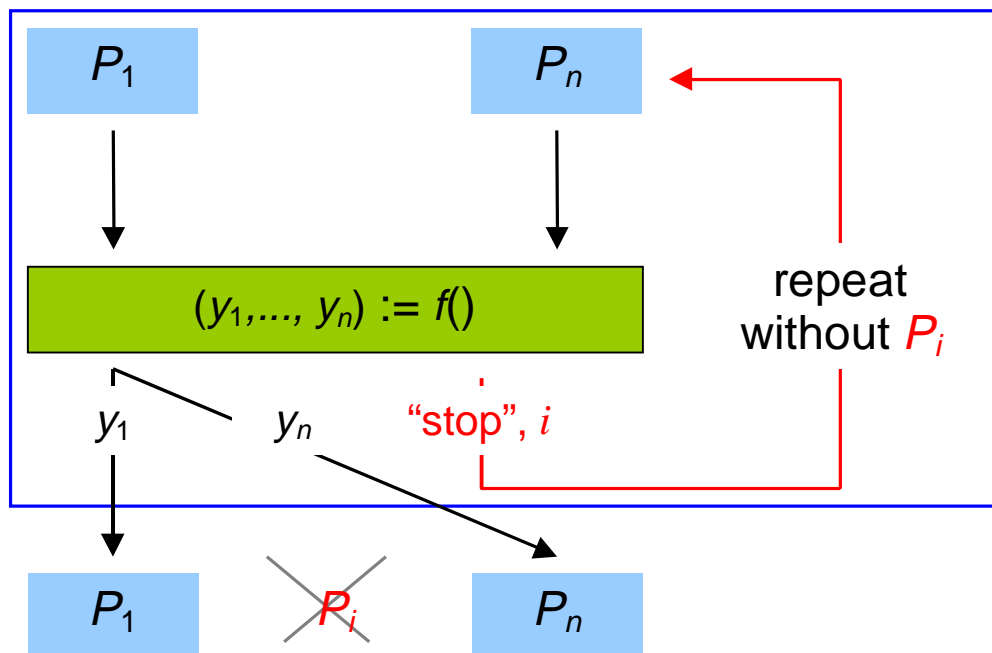 P1
Pn
(y1,..., yn) := f()
repeat
without Pi
y1
yn
“stop”, i
P1
Pi
Pn